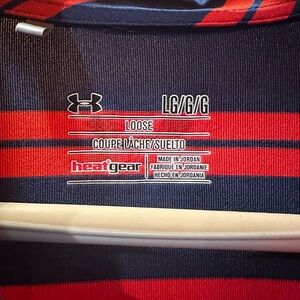 LG/G/G
LOOSE
COUPE LÂCHE/SUELTO
heatgear
MADE IN JORDAN
FABRIQUÉ EN JORDANIE
HECHO EN JORDANIA